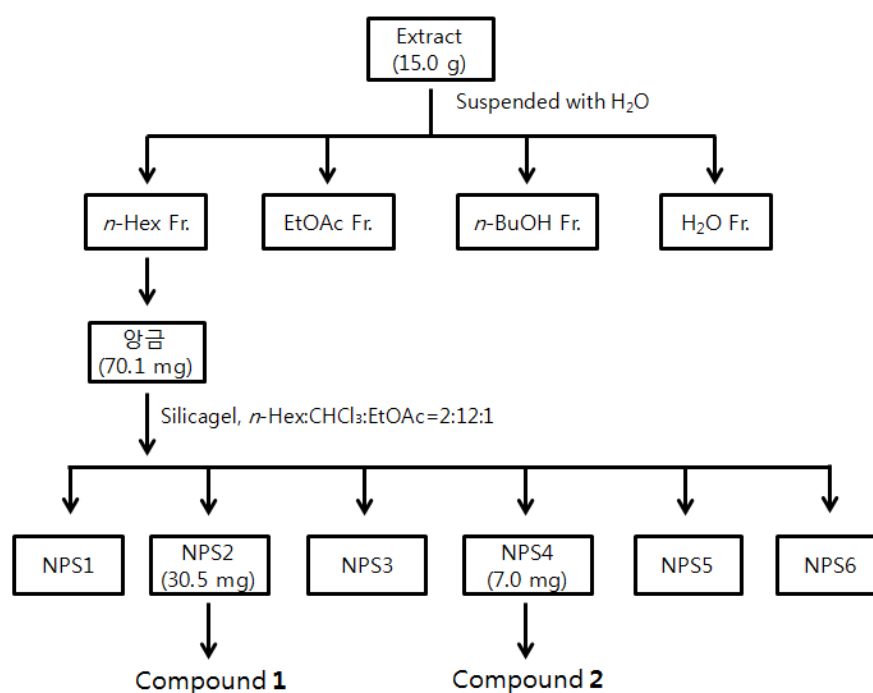 Extract
(15.0 g)
Suspended with H₂O
n-Hex Fr.
EtOAc Fr.
n-BuOH Fr.
H₂O Fr.
앙금
(70.1 mg)
Silicagel, n-Hex:CHCl₃:EtOAc=2:12:1
NPS1
NPS2
(30.5 mg)
NPS3
NPS4
(7.0 mg)
NPS5
NPS6
Compound 1
Compound 2